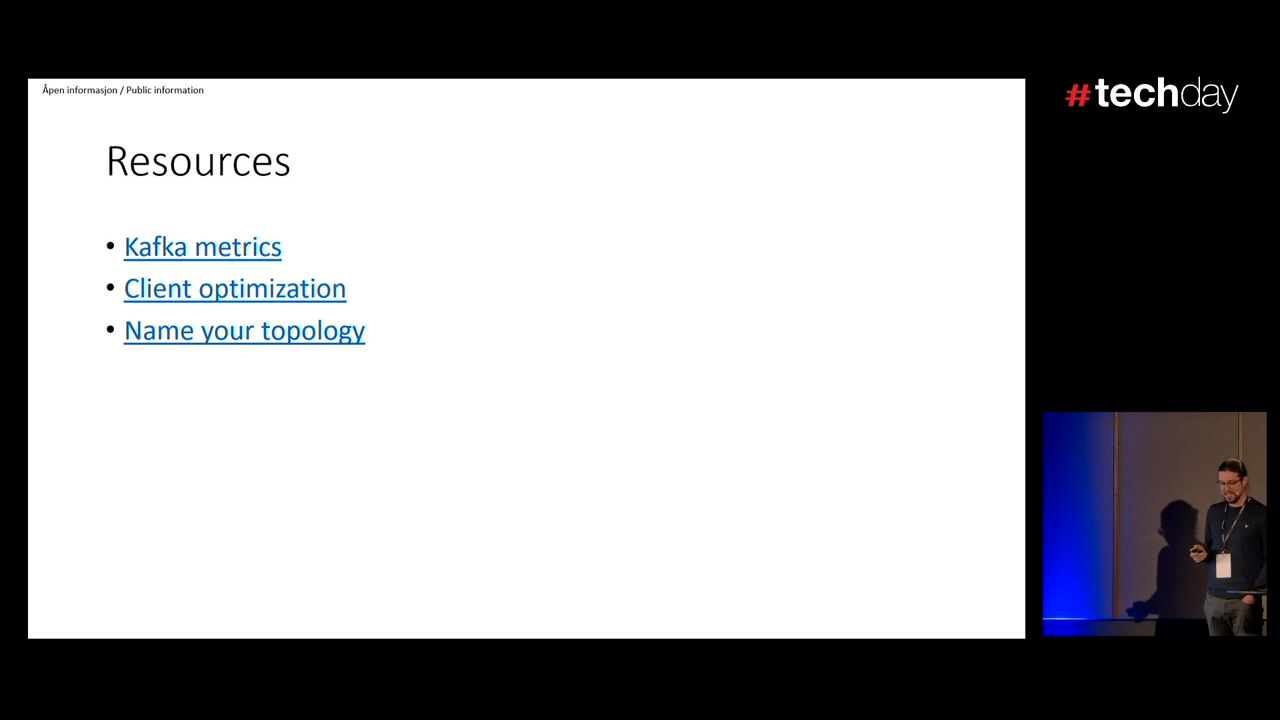 Åpen informasjon / Public information
#techday
Resources
• Kafka metrics
• Client optimization
• Name your topology